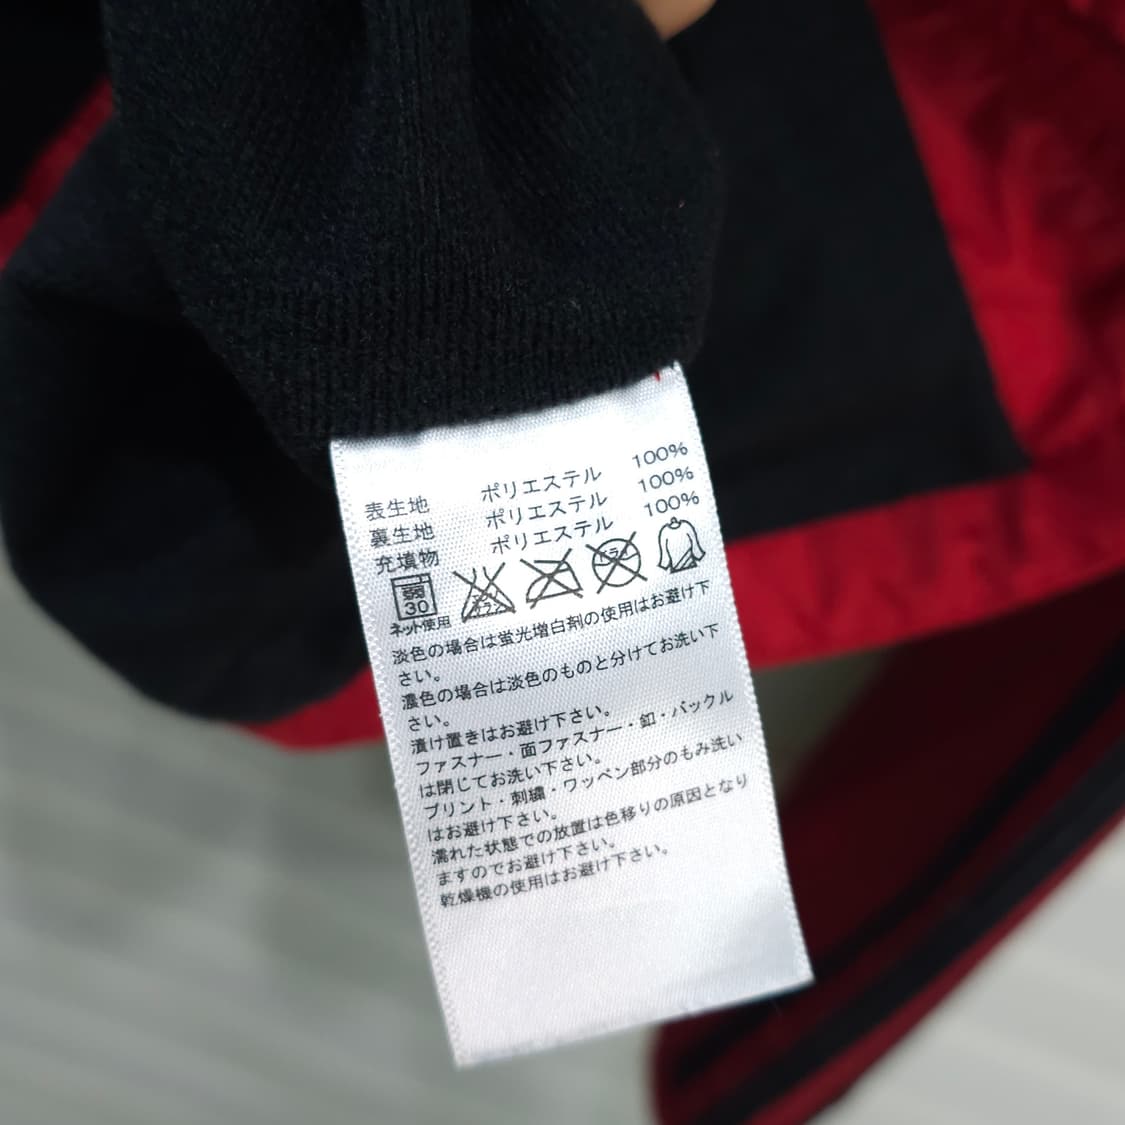 表生地 ポリエステル 100%
裏生地 ポリエステル 100%
充填物 ポリエステル 100%
弱 30
ネット使用
淡色の場合は蛍光増白剤の使用はお避け下
さい。
濃色の場合は淡色のものと分けてお洗い下
さい。
漬け置きはお避け下さい。
ファスナー・面ファスナー・釦・バックル
は閉じてお洗い下さい。
プリント・刺繍・ワッペン部分のもみ洗い
はお避け下さい。
濡れた状態での放置は色移りの原因となり
ますのでお避け下さい。
乾燥機の使用はお避け下さい。